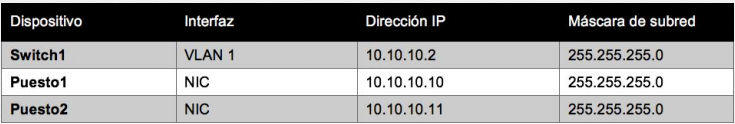 Dispositivo Interfaz Dirección IP Máscara de subred
Switch1 VLAN 1 10.10.10.2 255.255.255.0
Puesto1 NIC 10.10.10.10 255.255.255.0
Puesto2 NIC 10.10.10.11 255.255.255.0